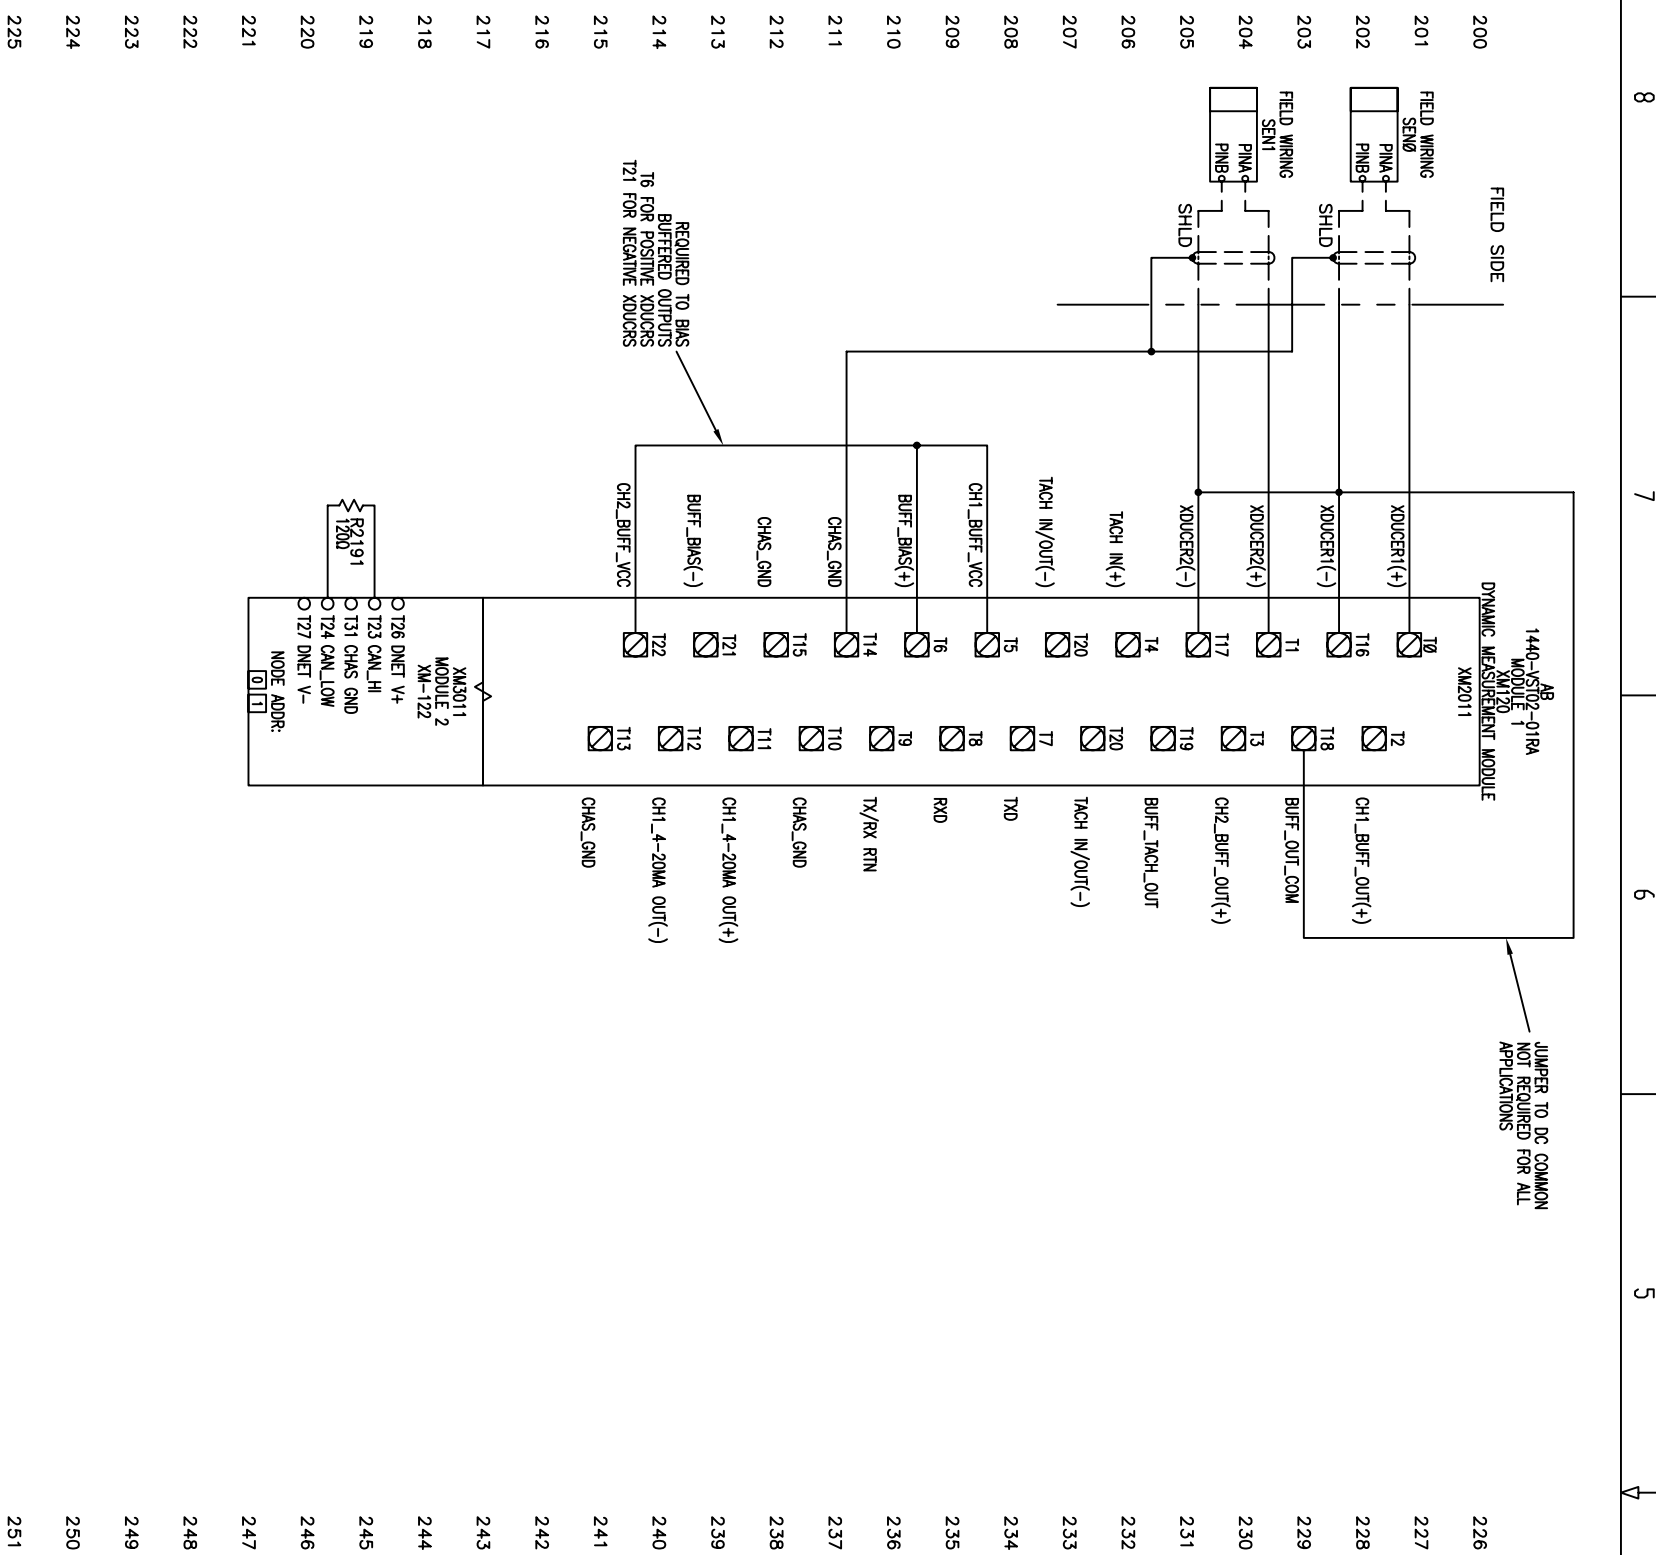 8
7
6
5
200
201
202
203
204
205
206
207
208
209
210
211
212
213
214
215
216
217
218
219
220
221
222
223
224
225
FIELD SIDE
FIELD WIRING
SENØ
PINA
PINB
SHLD
FIELD WIRING
SEN1
PINA
PINB
SHLD
REQUIRED TO BIAS
BUFFERED OUTPUTS
T6 FOR POSITIVE XDUCRS
T21 FOR NEGATIVE XDUCRS
AB
1440-VST02-01RA
MODULE 1
XM120
DYNAMIC MEASUREMENT MODULE
XM2011
XDUCER1(+)
TØ
XDUCER1(-)
T16
XDUCER2(+)
T1
XDUCER2(-)
T17
TACH IN(+)
T4
TACH IN/OUT(-)
T20
CH1_BUFF_VCC
T5
BUFF_BIAS(+)
T6
CHAS_GND
T14
CHAS_GND
T15
BUFF_BIAS(-)
T21
CH2_BUFF_VCC
T22
T2
CH1_BUFF_OUT(+)
T18
BUFF_OUT_COM
T3
CH2_BUFF_OUT(+)
T19
BUFF_TACH_OUT
T20
TACH IN/OUT(-)
T7
TXD
T8
RXD
T9
TX/RX RTN
T10
CHAS_GND
T11
CH1_4-20MA OUT(+)
T12
CH1_4-20MA OUT(-)
T13
CHAS_GND
XM3011
MODULE 2
XM-122
T26 DNET V+
T23 CAN_HI
T31 CHAS GND
T24 CAN_LOW
T27 DNET V-
NODE ADDR:
0 1
R2191
120Ω
JUMPER TO DC COMMON
NOT REQUIRED FOR ALL
APPLICATIONS
226
227
228
229
230
231
232
233
234
235
236
237
238
239
240
241
242
243
244
245
246
247
248
249
250
251